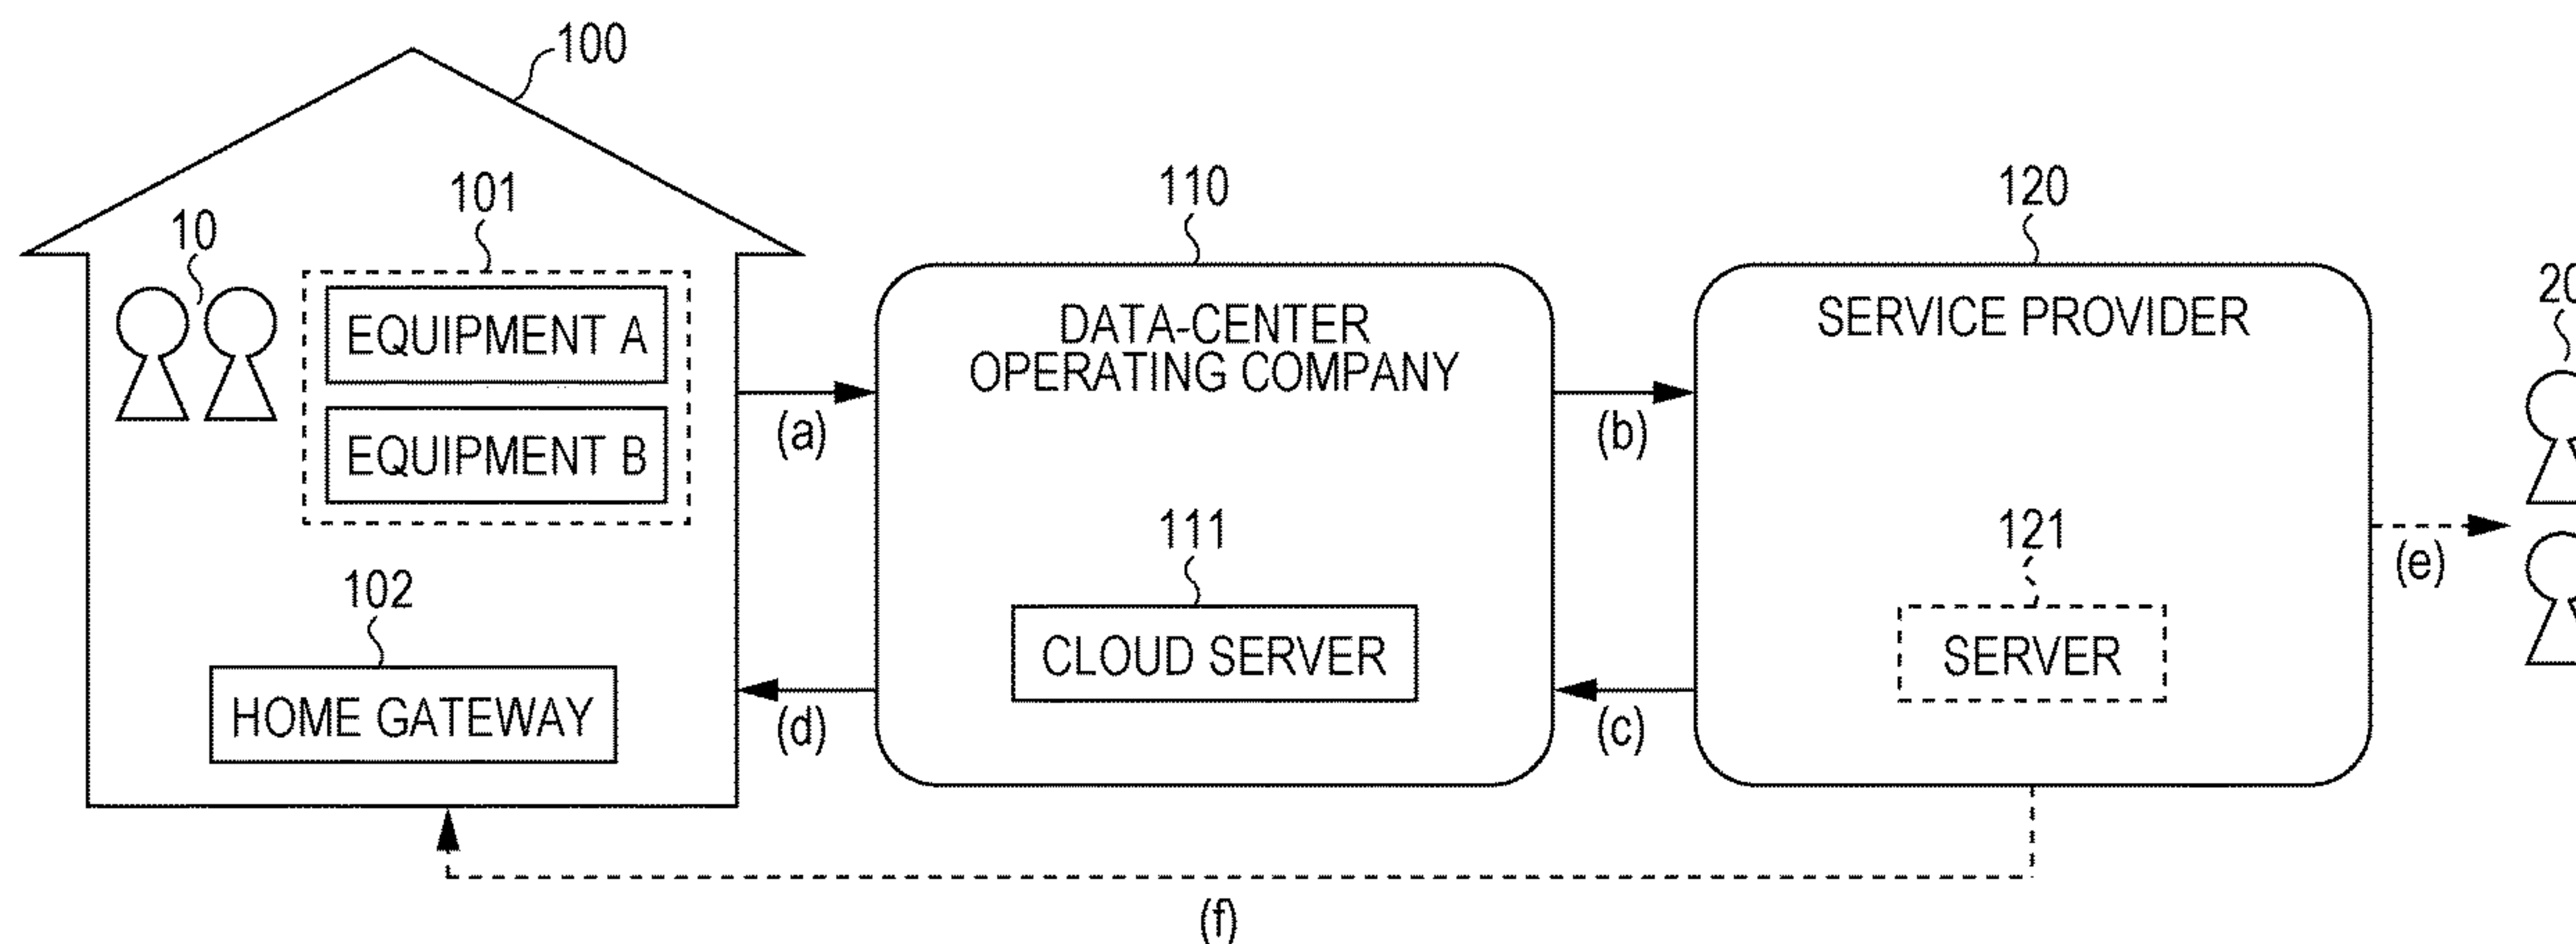 100
101
10
EQUIPMENT A
EQUIPMENT B
102
HOME GATEWAY
(a)
(d)
110
DATA-CENTER
OPERATING COMPANY
111
CLOUD SERVER
(b)
(c)
120
SERVICE PROVIDER
121
SERVER
(e)
20
(f)